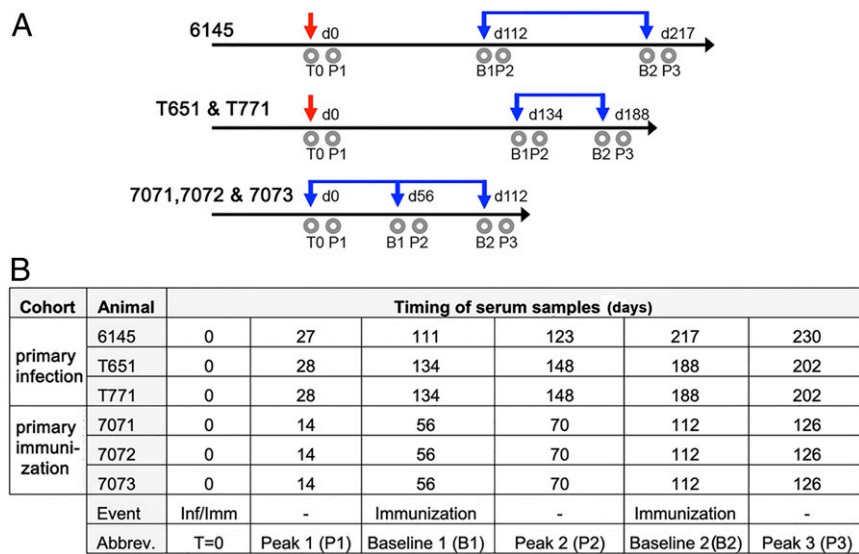 A
6145
d0
d112
d217
T0 P1
B1P2
B2 P3
T651 & T771
d0
d134
d188
T0 P1
B1P2
B2 P3
7071,7072 & 7073
d0
d56
d112
T0 P1
B1 P2
B2 P3
B
Cohort Animal Timing of serum samples (days)
primary infection
6145 0 27 111 123 217 230
T651 0 28 134 148 188 202
T771 0 28 134 148 188 202
primary immuni-zation
7071 0 14 56 70 112 126
7072 0 14 56 70 112 126
7073 0 14 56 70 112 126
Event Inf/Imm - Immunization - Immunization -
Abbrev. T=0 Peak 1 (P1) Baseline 1 (B1) Peak 2 (P2) Baseline 2(B2) Peak 3 (P3)